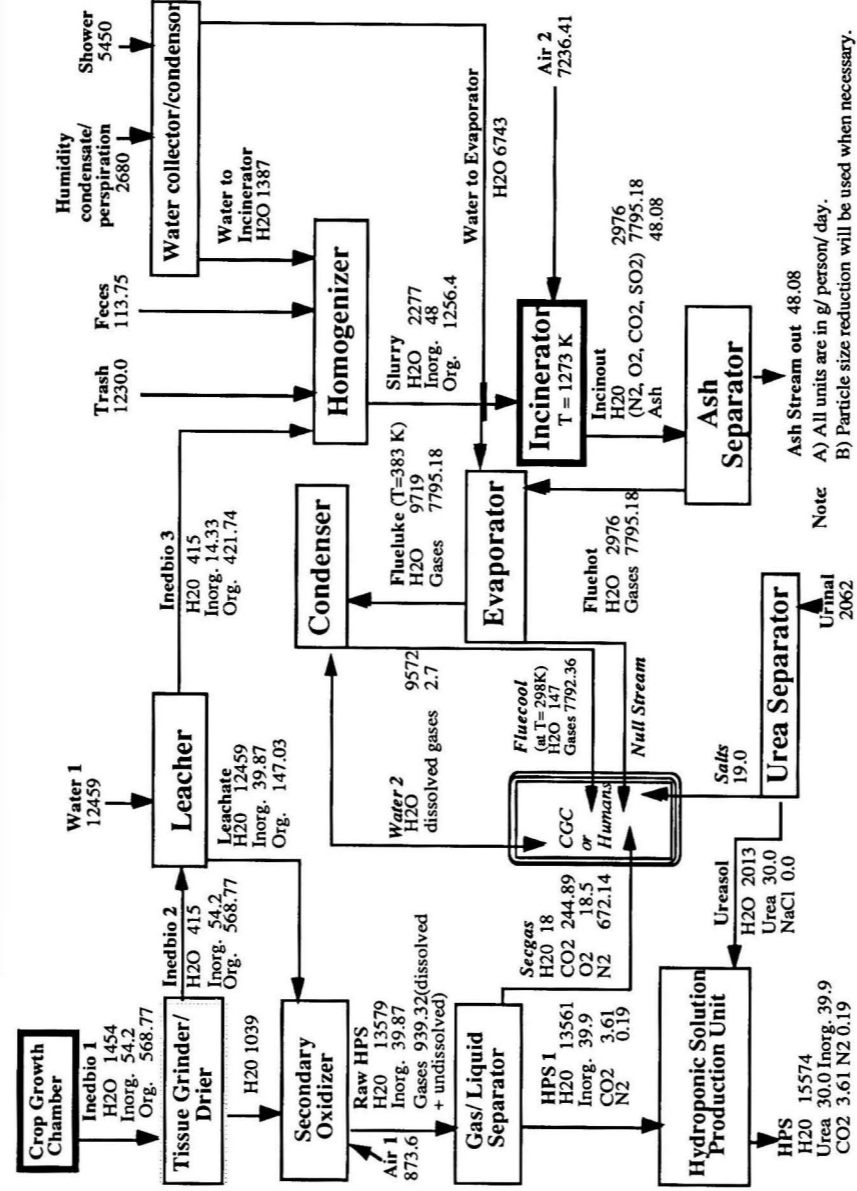 Crop Growth
Chamber
Inedbio 1
H2O 1454
Inorg. 54.2
Org. 568.77
Tissue Grinder/
Drier
Inedbio 2
H2O 415
Inorg. 54.2
Org. 568.77
H2O 1039
Water 1
12459
Leacher
Leachate
H20 12459
Inorg. 39.87
Org. 147.03
Inedbio 3
H20 415
Inorg. 14.33
Org. 421.74
Secondary
Oxidizer
Air 1
873.6
Raw HPS
H20 13579
Inorg. 39.87
Gases 939.32(dissolved
+ undissolved)
Gas/ Liquid
Separator
Secgas
H20 18
CO2 244.89
O2 18.5
N2 672.14
HPS 1
H20 13561
Inorg. 39.9
CO2 3.61
N2 0.19
Hydroponic Solution
Production Unit
HPS
H20 15574
Urea 30.0 Inorg. 39.9
CO2 3.61 N2 0.19
Ureasol
H2O 2013
Urea 30.0
NaCl 0.0
Urea Separator
Urinal
2062
Salts
19.0
CGC
or
Humans
Water 2
H2O 9572
dissolved gases 2.7
Fluecool
(at T= 298K)
H2O 147
Gases 7792.36
Null Stream
Condenser
Flueluke (T=383 K)
H2O 9719
Gases 7795.18
Evaporator
Fluehot
H2O 2976
Gases 7795.18
Trash
1230.0
Feces
113.75
Humidity
condensate/
perspiration
2680
Shower
5450
Water collector/condensor
Water to
Incinerator
H2O 1387
Homogenizer
Slurry
H2O 2277
Inorg. 48
Org. 1256.4
Water to Evaporator
H2O 6743
Incinerator
T = 1273 K
Air 2
7236.41
Incinout
H20 2976
(N2, O2, CO2, SO2) 7795.18
Ash 48.08
Ash
Separator
Ash Stream out 48.08
Note: A) All units are in g/ person/ day.
B) Particle size reduction will be used when necessary.